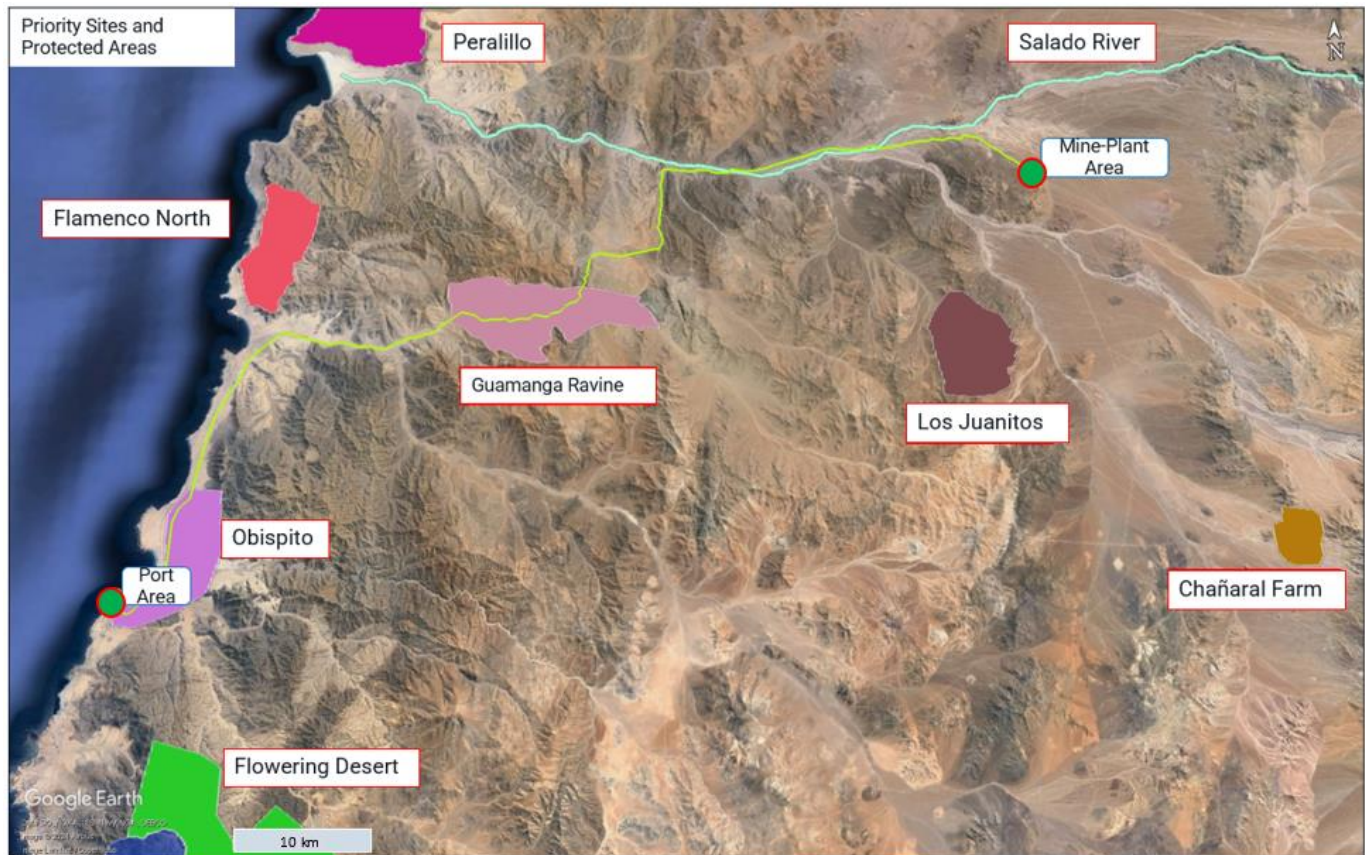 Priority Sites and
Protected Areas
Peralillo
Salado River
N
Mine-Plant
Area
Flamenco North
Guamanga Ravine
Los Juanitos
Obispito
Port
Area
Chañaral Farm
Flowering Desert
Google Earth
10 km